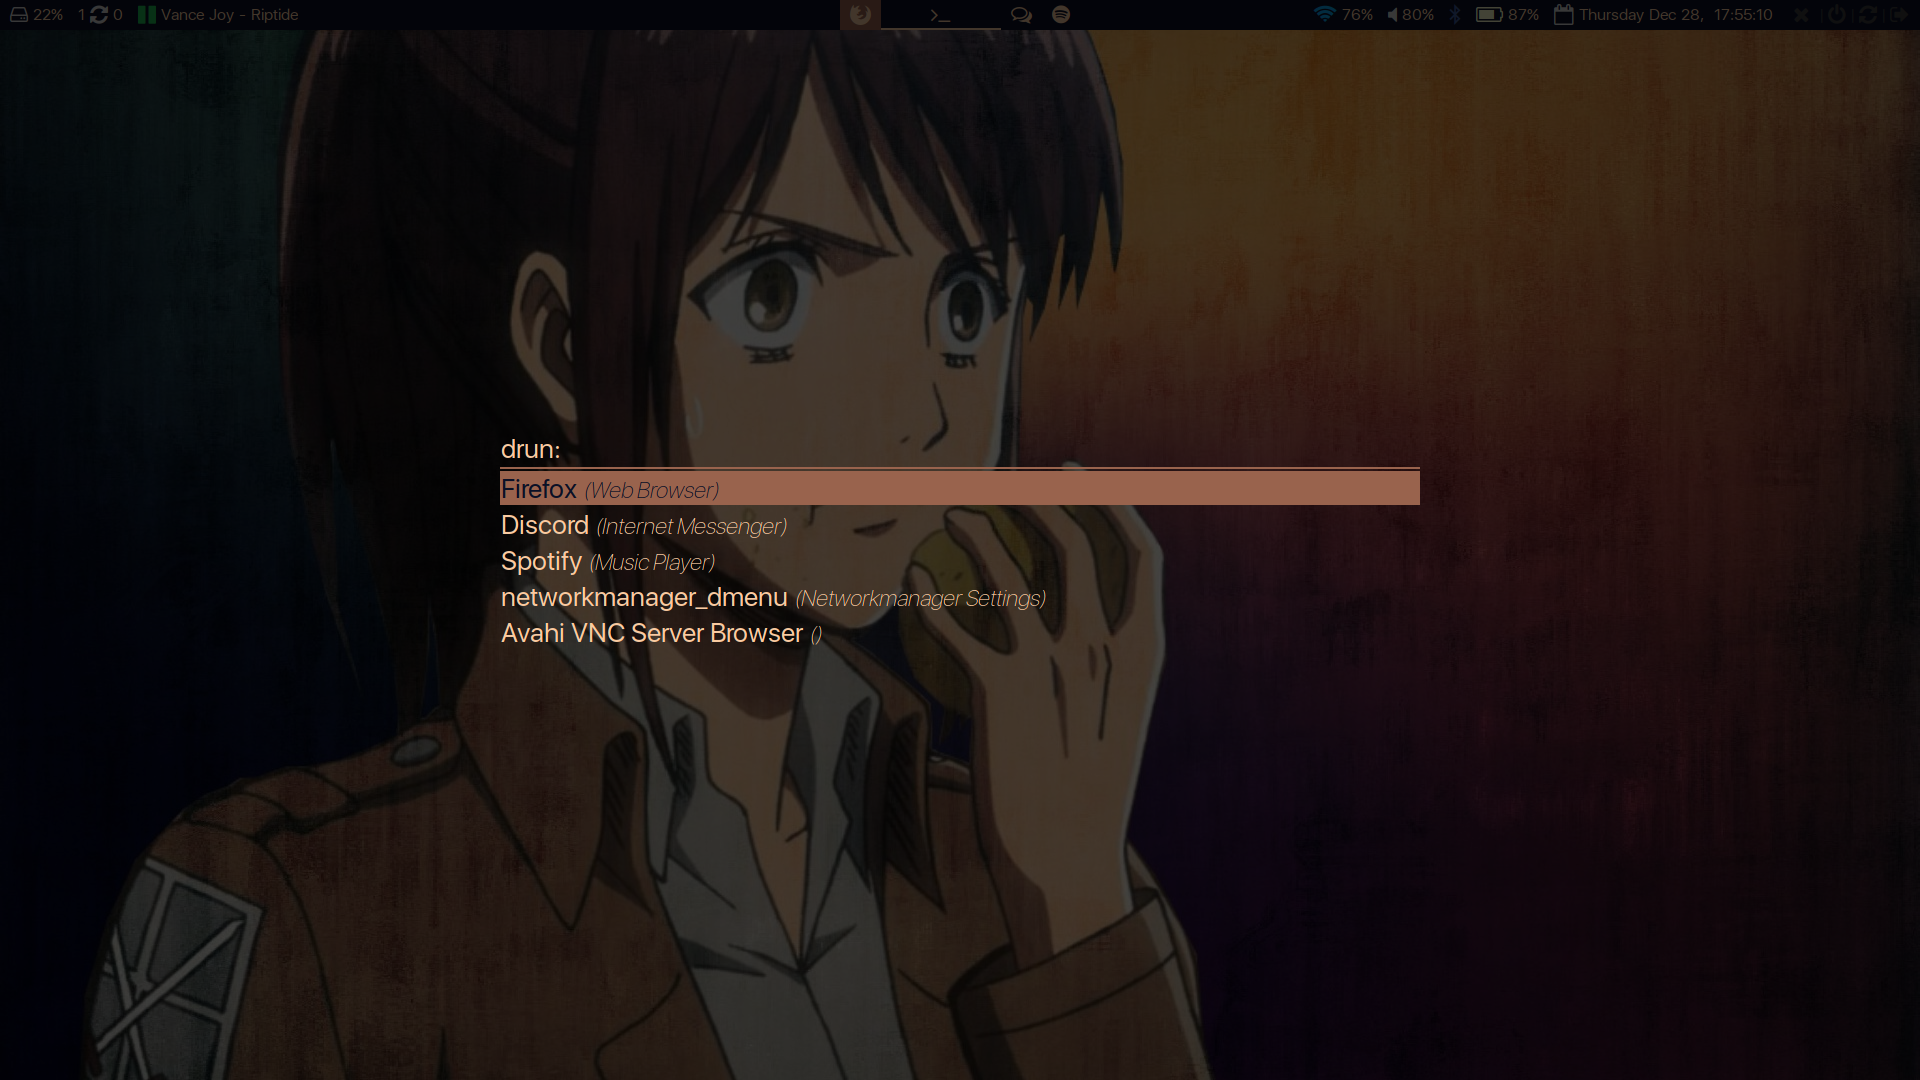 22% 1 0 Vance Joy - Riptide >_ 76% 80% 87% Thursday Dec 28, 17:55:10
drun:
Firefox (Web Browser)
Discord (Internet Messenger)
Spotify (Music Player)
networkmanager_dmenu (Networkmanager Settings)
Avahi VNC Server Browser ()